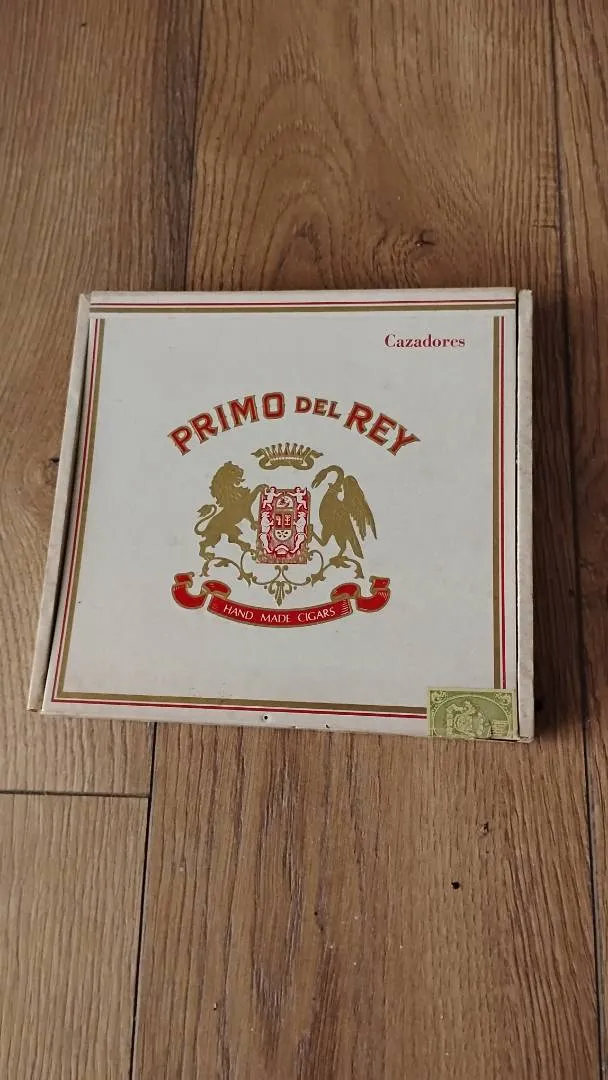 Cazadores
PRIMO DEL REY
HAND MADE CIGARS